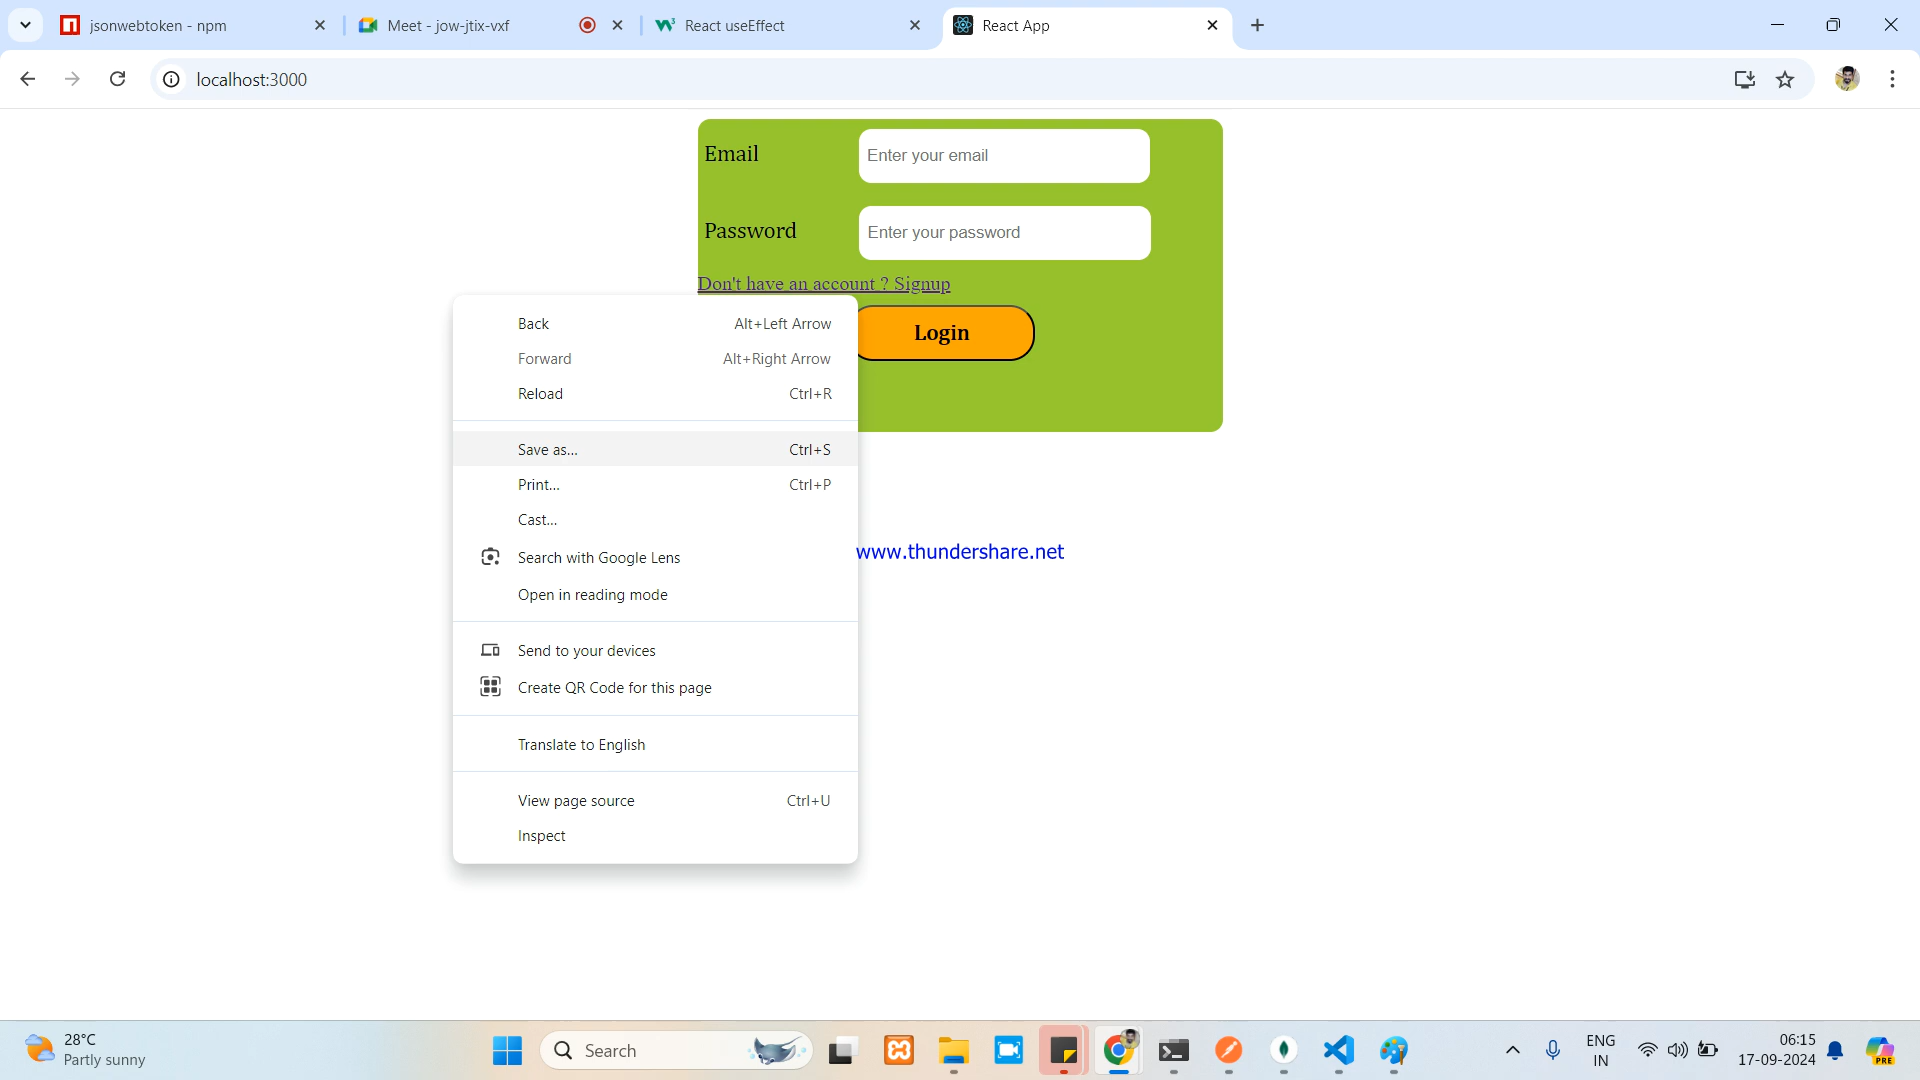 jsonwebtoken - npm
Meet - jow-jtix-vxf
React useEffect
React App
localhost:3000
Email
Enter your email
Password
Enter your password
Don't have an account ? Signup
Login
Back Alt+Left Arrow
Forward Alt+Right Arrow
Reload Ctrl+R
Save as... Ctrl+S
Print... Ctrl+P
Cast...
Search with Google Lens
Open in reading mode
Send to your devices
Create QR Code for this page
Translate to English
View page source Ctrl+U
Inspect
www.thundershare.net
28°C
Partly sunny
Search
ENG
IN
06:15
17-09-2024
PRE